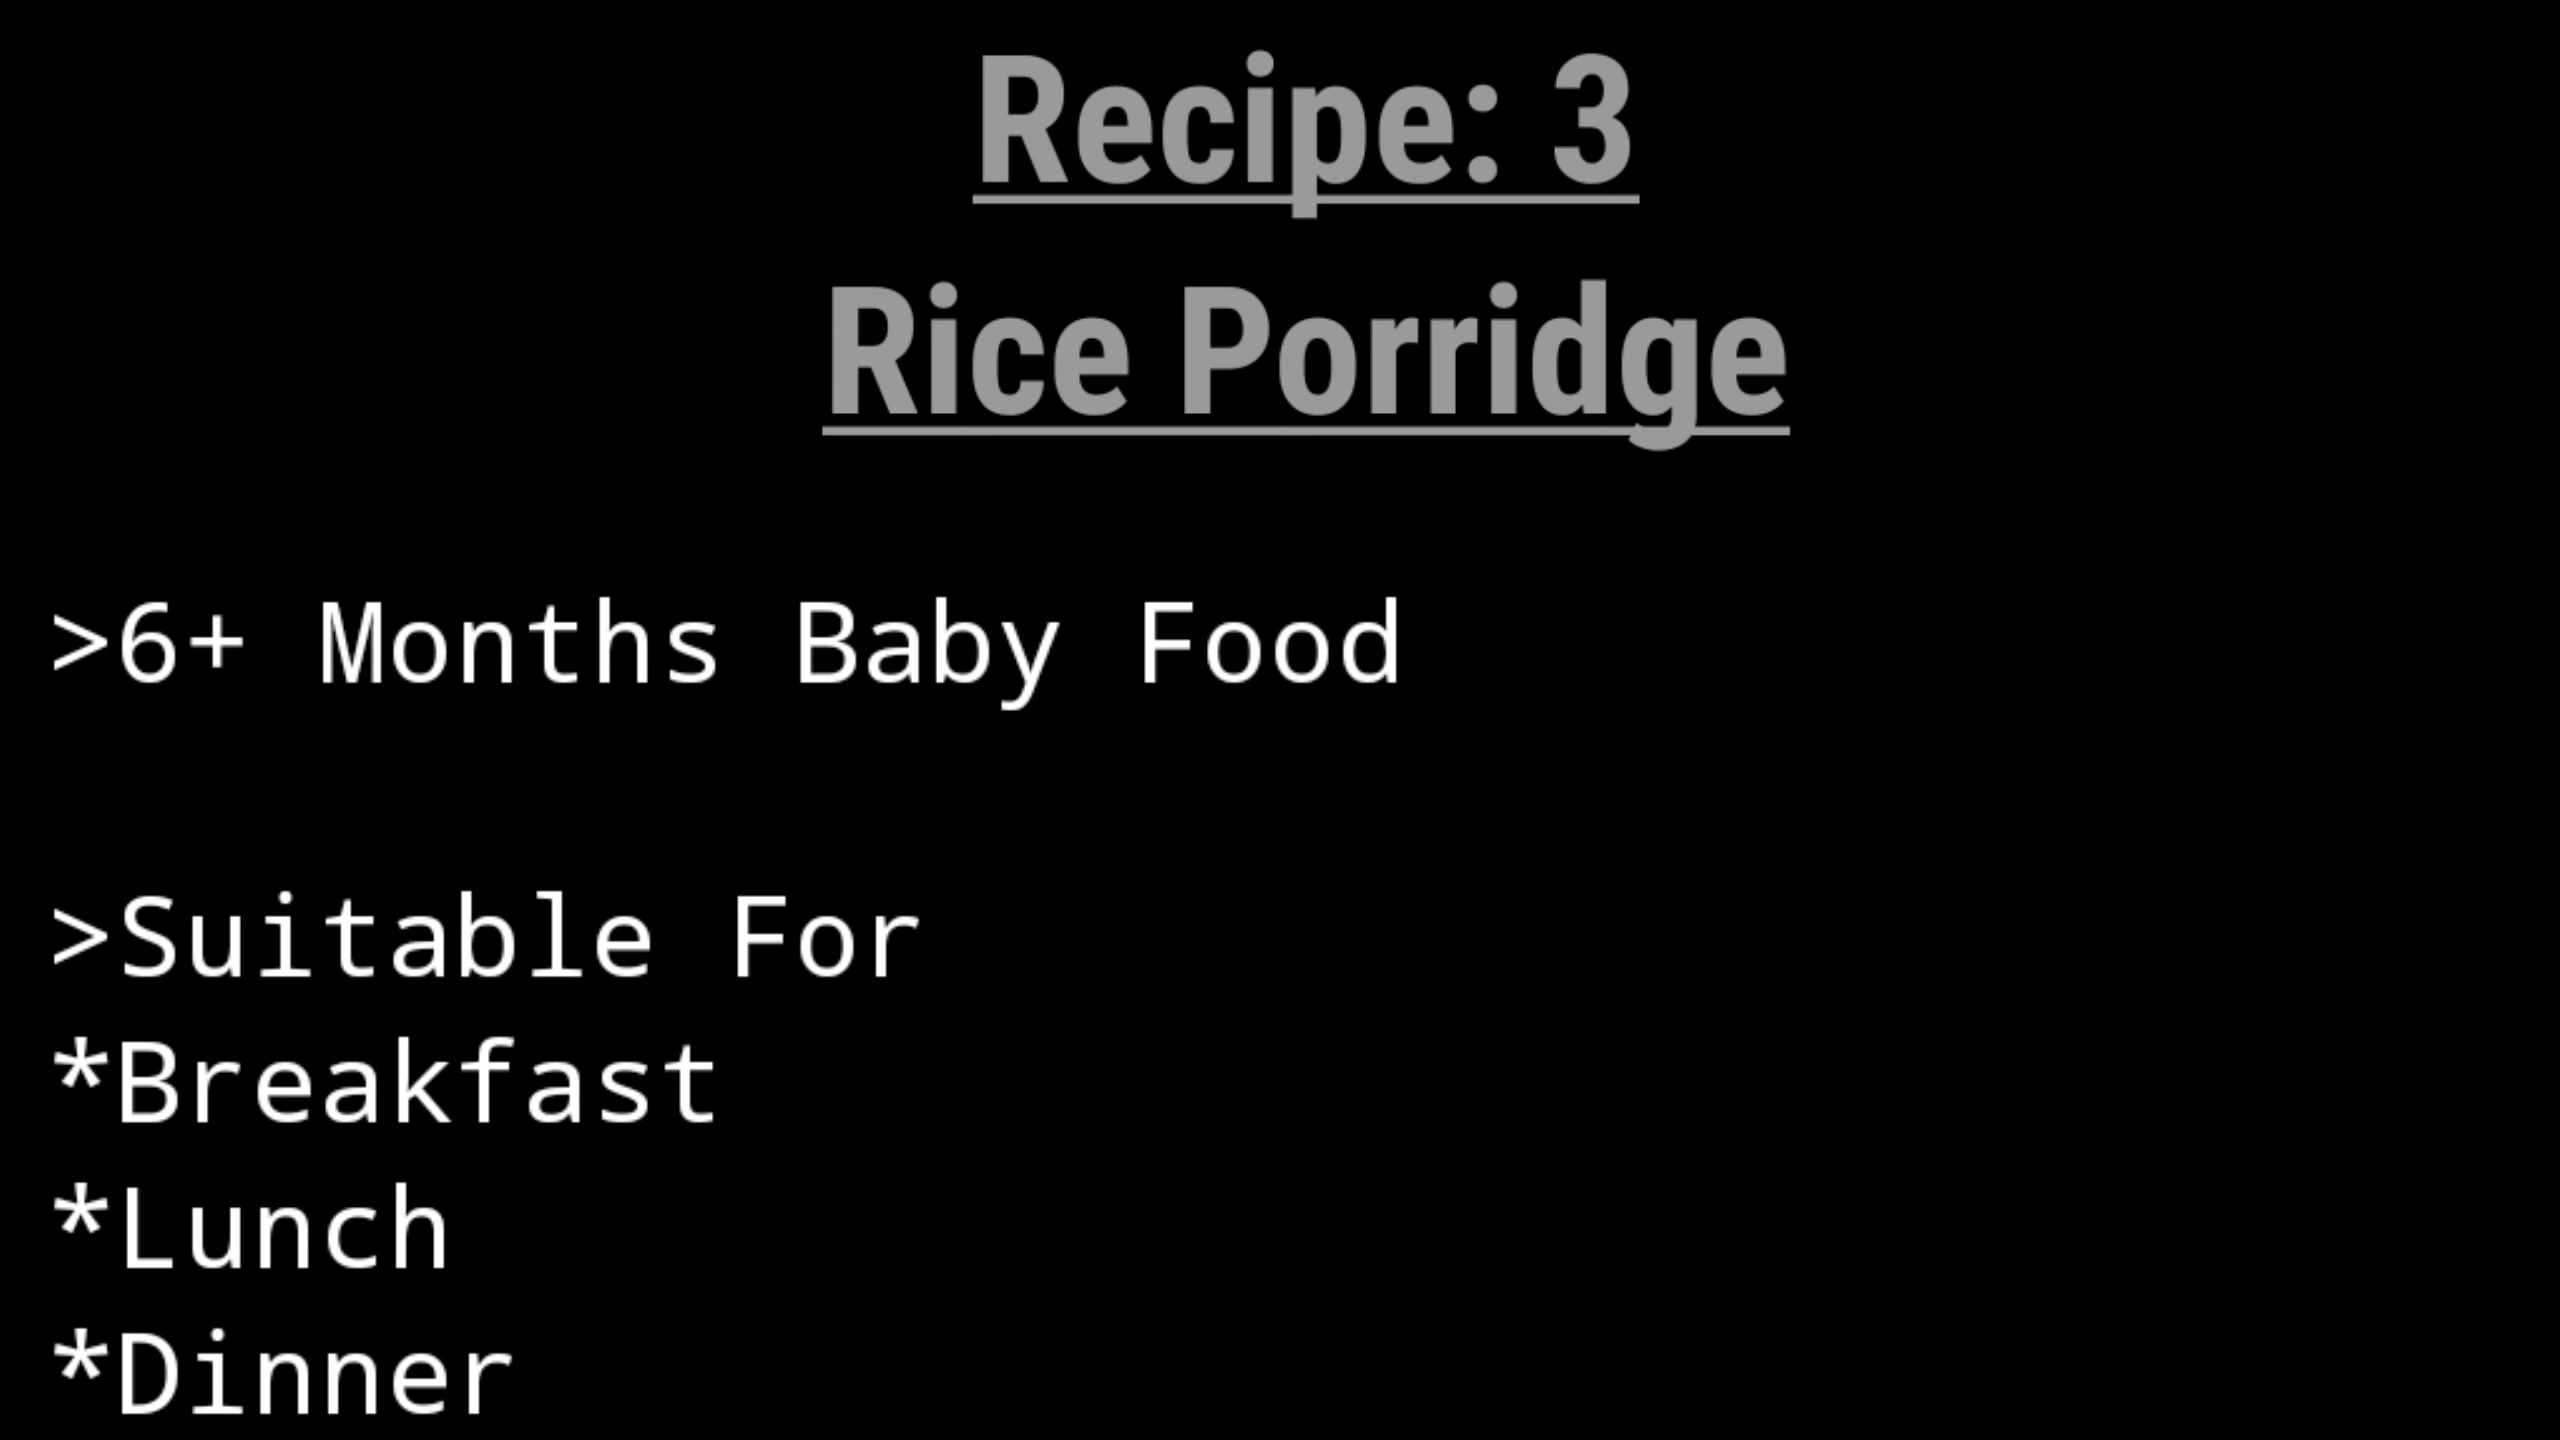 Recipe: 3
Rice Porridge
>6+ Months Baby Food
>Suitable For
*Breakfast
*Lunch
*Dinner